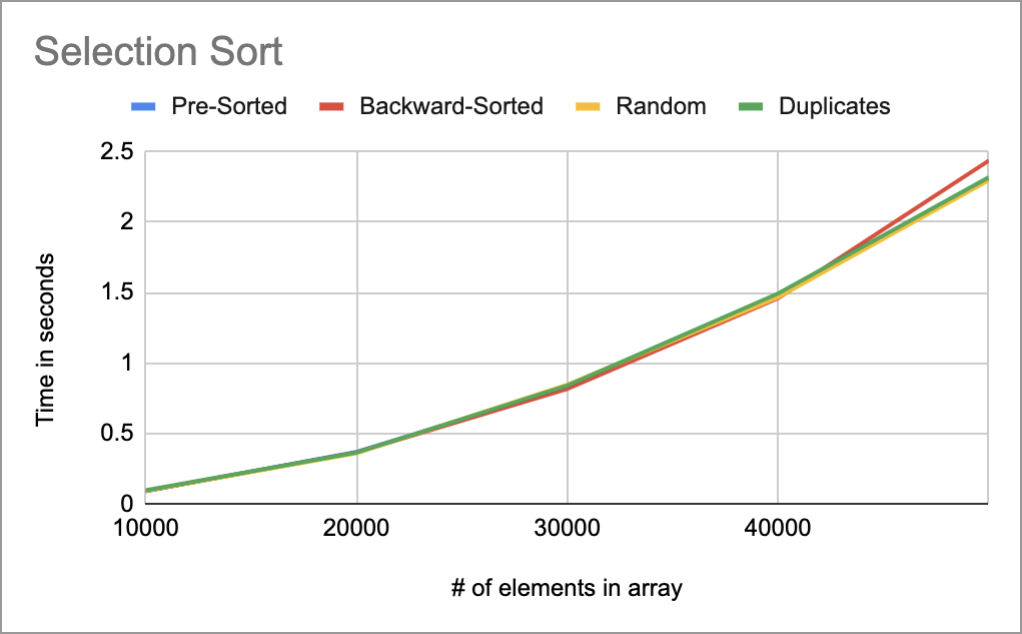 Selection Sort
Pre-Sorted Backward-Sorted Random Duplicates
2.5
2
1.5
1
0.5
0
Time in seconds
10000 20000 30000 40000
# of elements in array